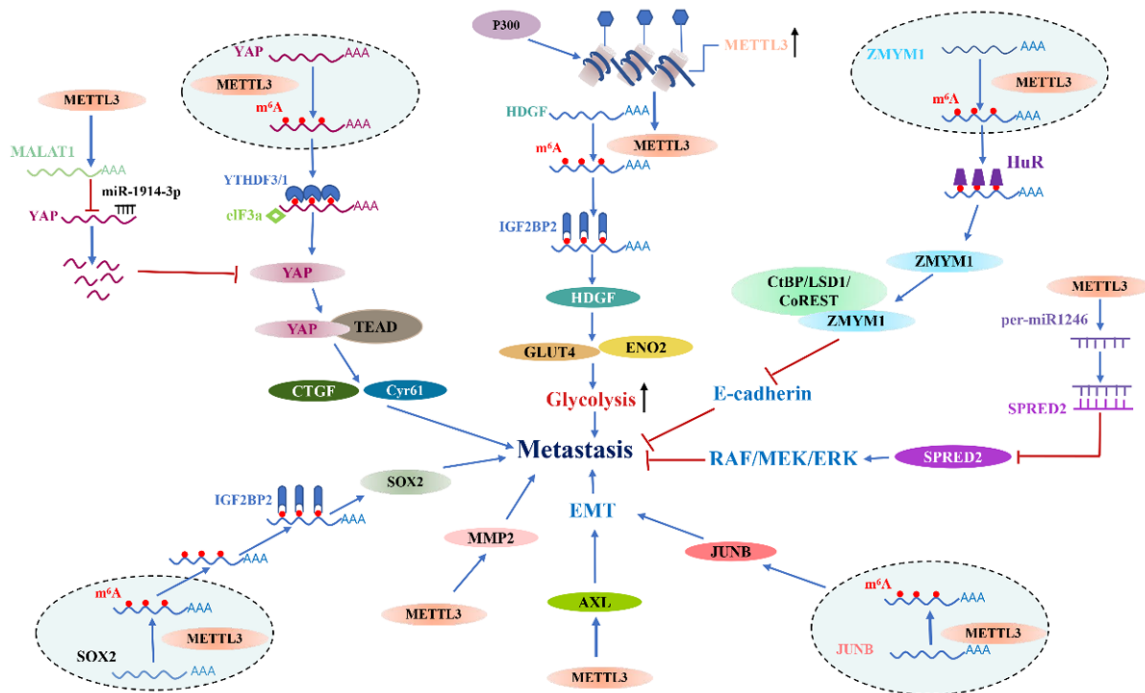 P300
METTL3
YAP
AAA
METTL3
m⁶A
AAA
ZMYM1
AAA
METTL3
m⁶A
AAA
METTL3
MALAT1
AAA
miR-1914-3p
YAP
YTHDF3/1
AAA
eIF3a
YAP
YAP
TEAD
CTGF
Cyr61
HDGF
AAA
METTL3
m⁶A
AAA
IGF2BP2
AAA
HDGF
GLUT4
ENO2
Glycolysis
HuR
AAA
ZMYM1
CtBP/LSD1/
CoREST
ZMYM1
E-cadherin
METTL3
per-miR1246
SPRED2
SPRED2
RAF/MEK/ERK
Metastasis
SOX2
IGF2BP2
AAA
AAA
m⁶A
AAA
METTL3
SOX2
AAA
MMP2
METTL3
EMT
AXL
METTL3
JUNB
m⁶A
AAA
METTL3
JUNB
AAA